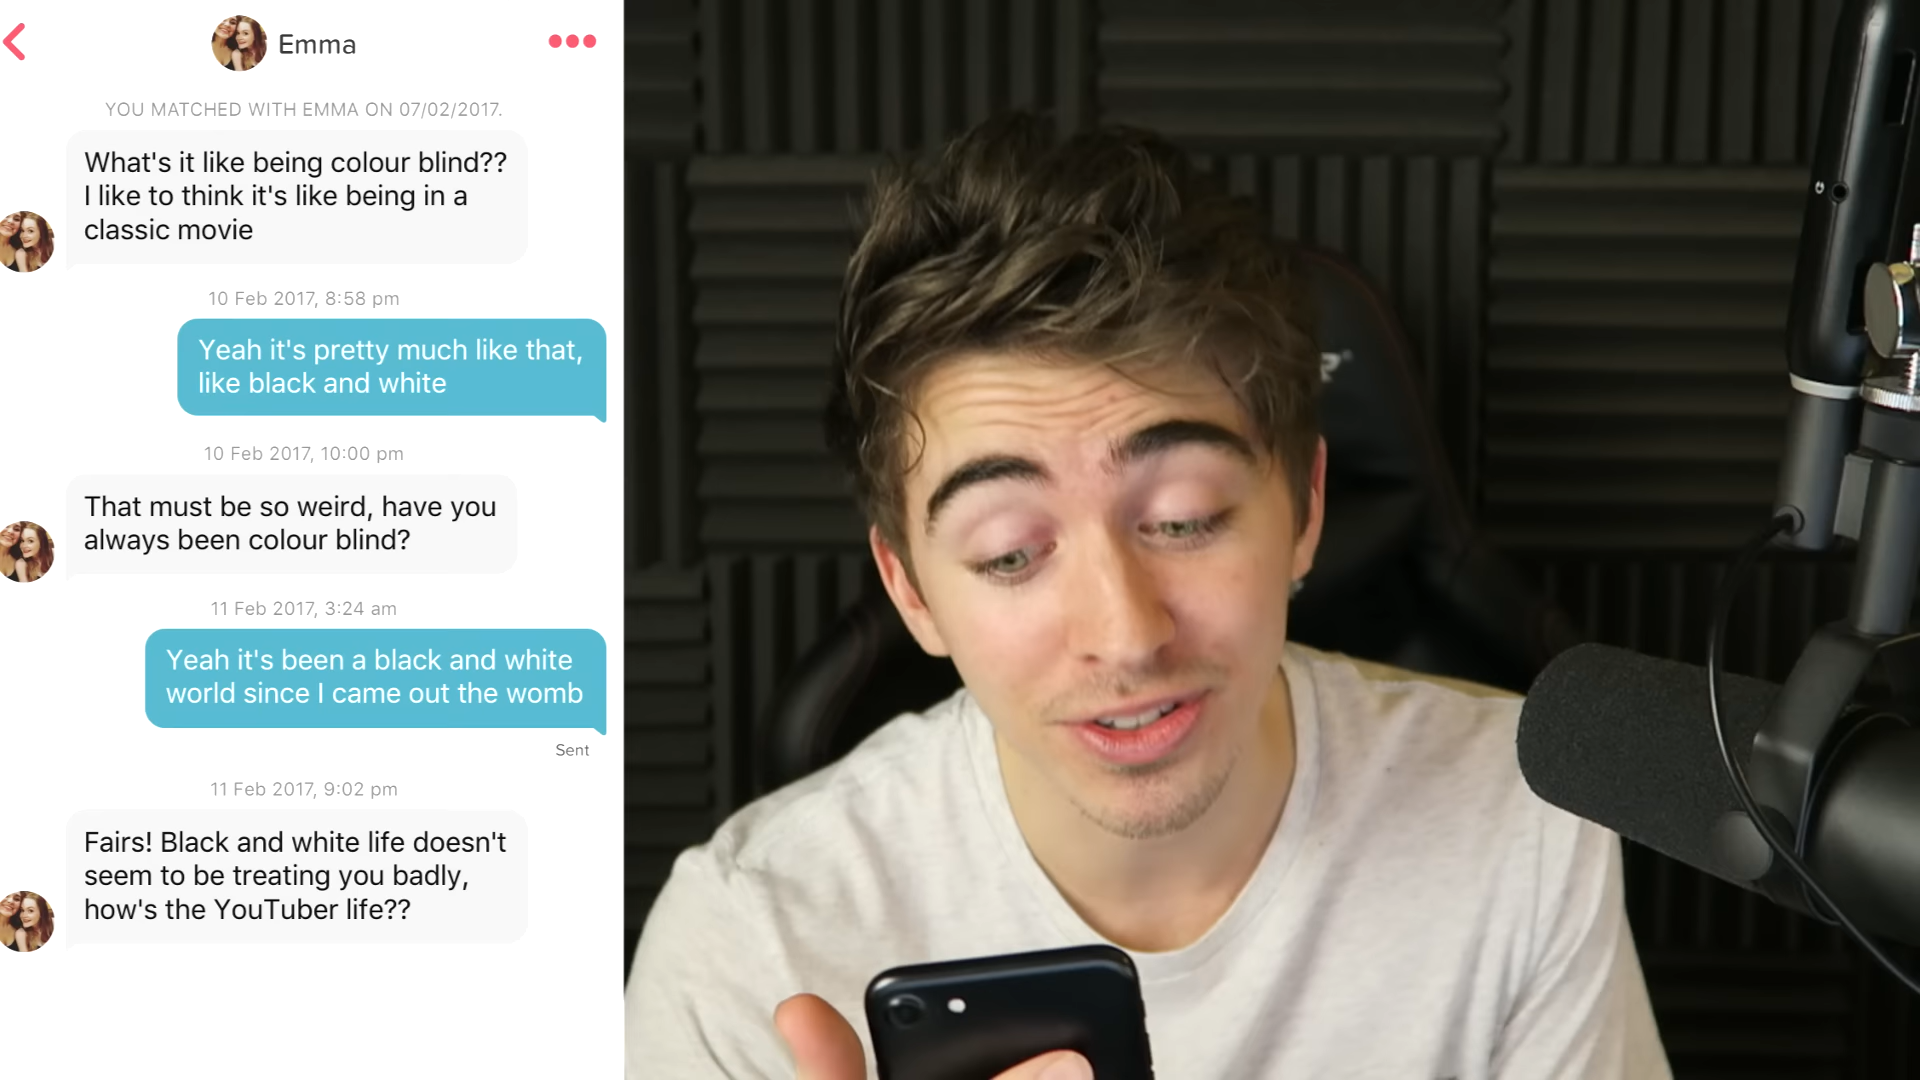 Emma
YOU MATCHED WITH EMMA ON 07/02/2017.
What's it like being colour blind??
I like to think it's like being in a
classic movie
10 Feb 2017, 8:58 pm
Yeah it's pretty much like that,
like black and white
10 Feb 2017, 10:00 pm
That must be so weird, have you
always been colour blind?
11 Feb 2017, 3:24 am
Yeah it's been a black and white
world since I came out the womb
Sent
11 Feb 2017, 9:02 pm
Fairs! Black and white life doesn't
seem to be treating you badly,
how's the YouTuber life??